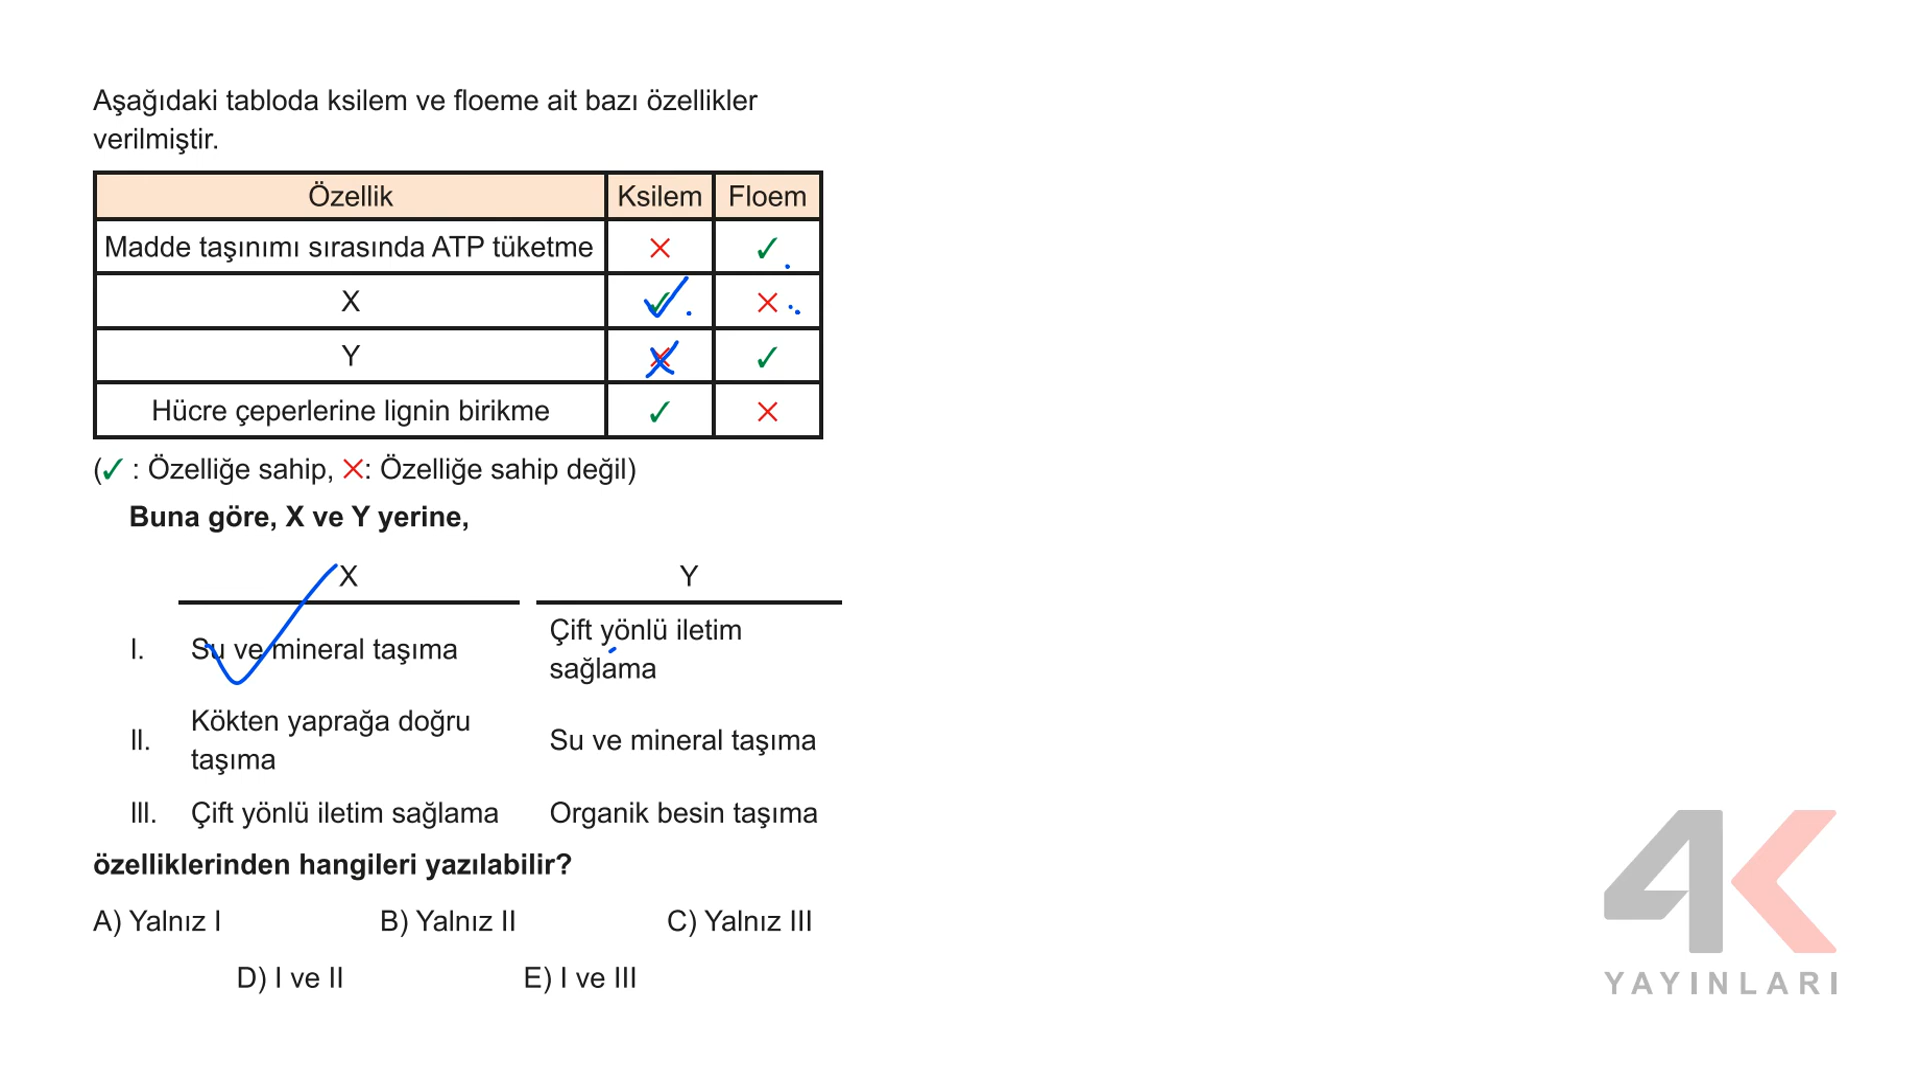 Aşağıdaki tabloda ksilem ve floeme ait bazı özellikler
verilmiştir.
Özellik Ksilem Floem
Madde taşınımı sırasında ATP tüketme ✕ ✓
X ✓ ✕
Y ✕ ✓
Hücre çeperlerine lignin birikme ✓ ✕
(✓ : Özelliğe sahip, ✕: Özelliğe sahip değil)
Buna göre, X ve Y yerine,
X Y
I. Su ve mineral taşıma Çift yönlü iletim
sağlama
II. Kökten yaprağa doğru
taşıma Su ve mineral taşıma
III. Çift yönlü iletim sağlama Organik besin taşıma
özelliklerinden hangileri yazılabilir?
A) Yalnız I B) Yalnız II C) Yalnız III
D) I ve II E) I ve III
4K
YAYINLARI